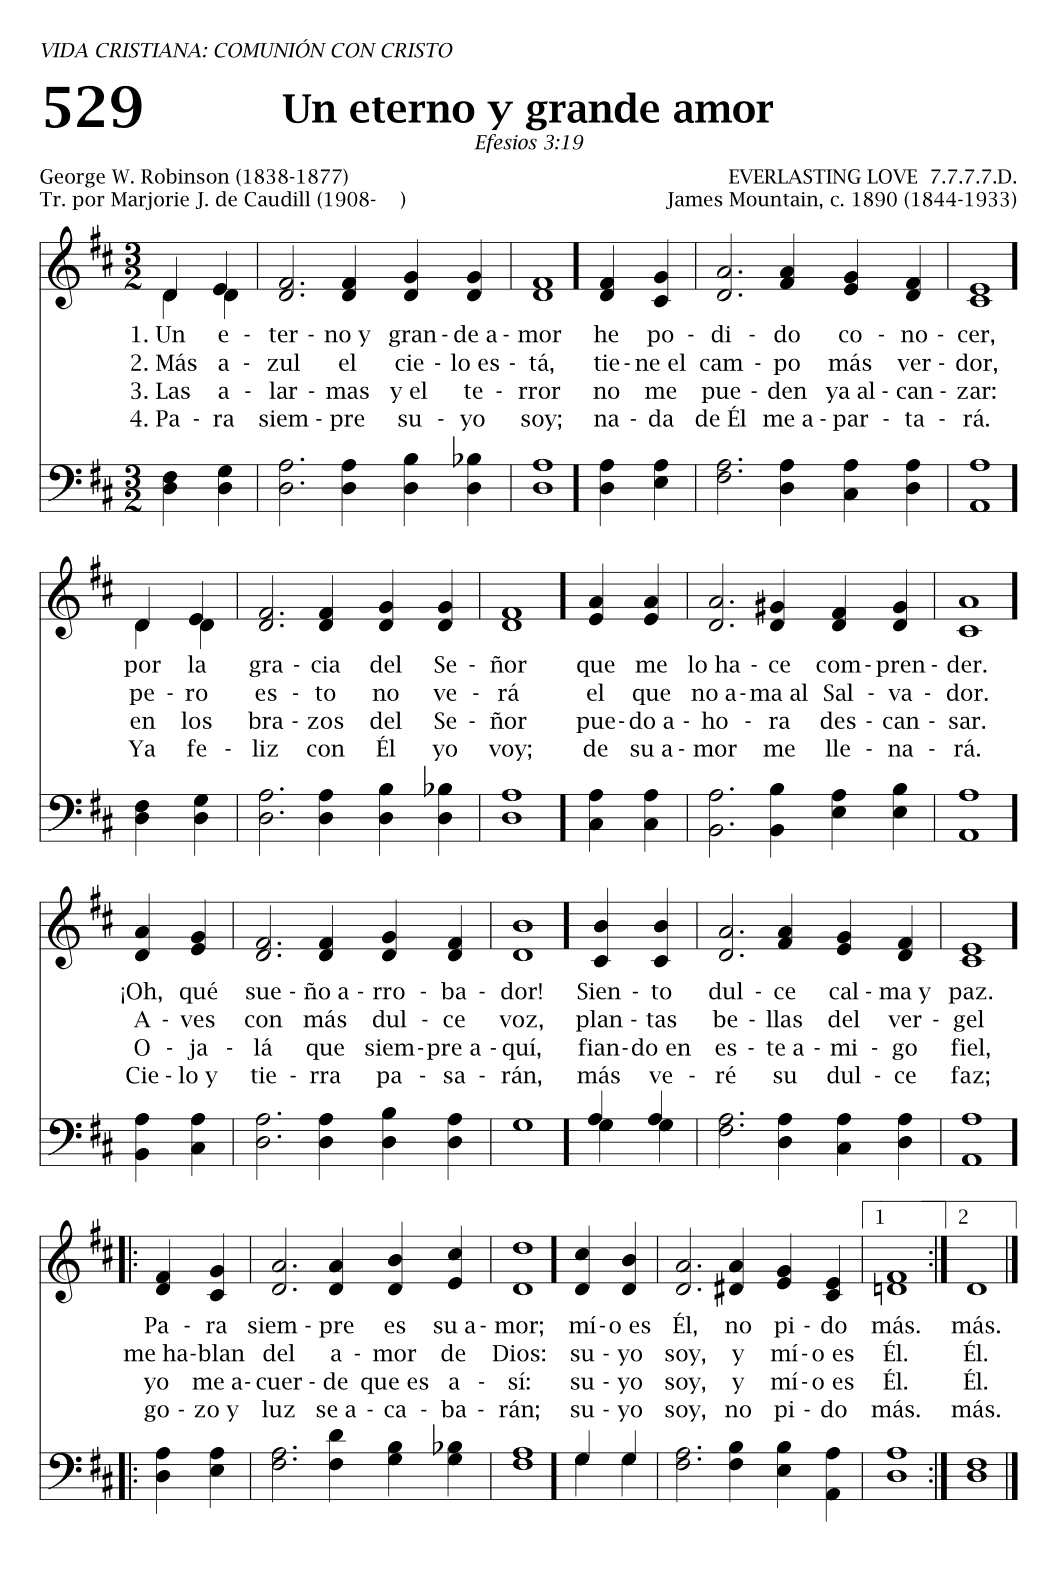 VIDA CRISTIANA: COMUNIÓN CON CRISTO
529 Un eterno y grande amor
Efesios 3:19
George W. Robinson (1838-1877) EVERLASTING LOVE 7.7.7.7.D.
Tr. por Marjorie J. de Caudill (1908- ) James Mountain, c. 1890 (1844-1933)
3 2
1. Un e - ter - no y gran - de a - mor he po - di - do co - no - cer,
2. Más a - zul el cie - lo es - tá, tie - ne el cam - po más ver - dor,
3. Las a - lar - mas y el te - rror no me pue - den ya al - can - zar:
4. Pa - ra siem - pre su - yo soy; na - da de Él me a - par - ta - rá.
3 2
por la gra - cia del Se - ñor que me lo ha - ce com - pren - der.
pe - ro es - to no ve - rá el que no a - ma al Sal - va - dor.
en los bra - zos del Se - ñor pue - do a - ho - ra des - can - sar.
Ya fe - liz con Él yo voy; de su a - mor me lle - na - rá.
¡Oh, qué sue - ño a - rro - ba - dor! Sien - to dul - ce cal - ma y paz.
A - ves con más dul - ce voz, plan - tas be - llas del ver - gel
O - ja - lá que siem - pre a - quí, fian - do en es - te a - mi - go fiel,
Cie - lo y tie - rra pa - sa - rán, más ve - ré su dul - ce faz;
1 2
Pa - ra siem - pre es su a - mor; mí - o es Él, no pi - do más. más.
me ha - blan del a - mor de Dios: su - yo soy, y mí - o es Él. Él.
yo me a - cuer - de que es a - sí: su - yo soy, y mí - o es Él. Él.
go - zo y luz se a - ca - ba - rán; su - yo soy, no pi - do más. más.